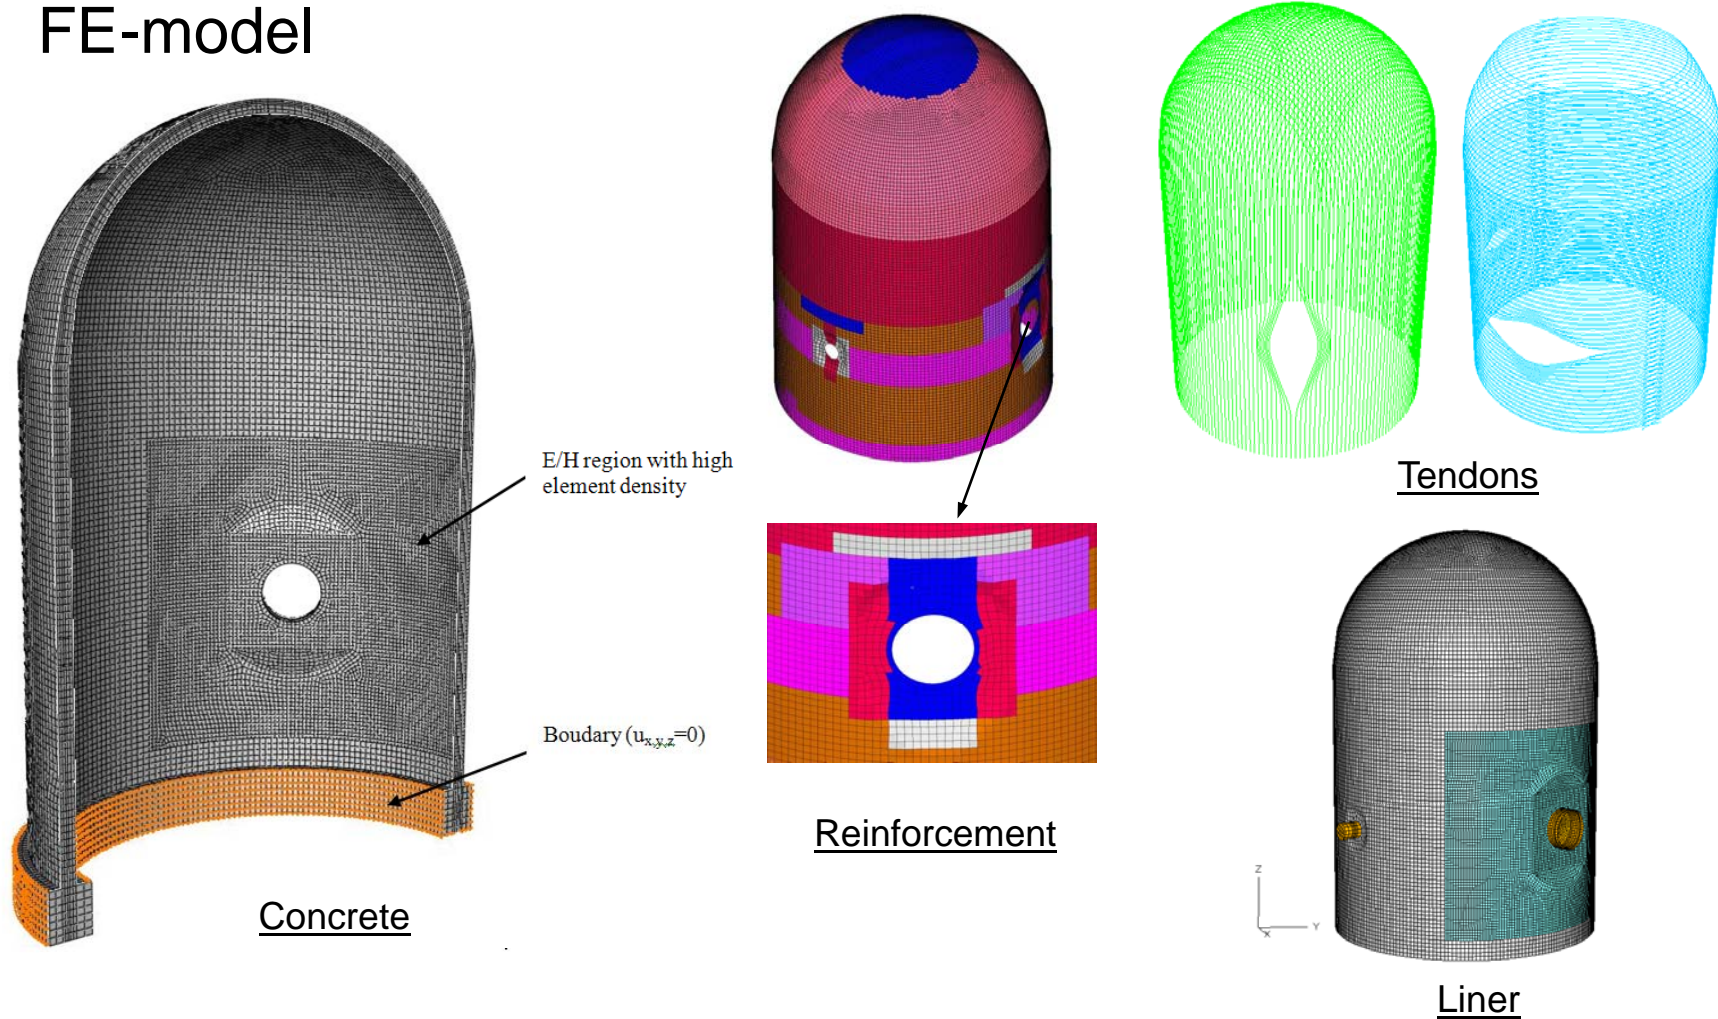 FE-model
E/H region with high
element density
Boudary (ux,y,z=0)
Concrete
Reinforcement
Tendons
Z
Y
X
Liner